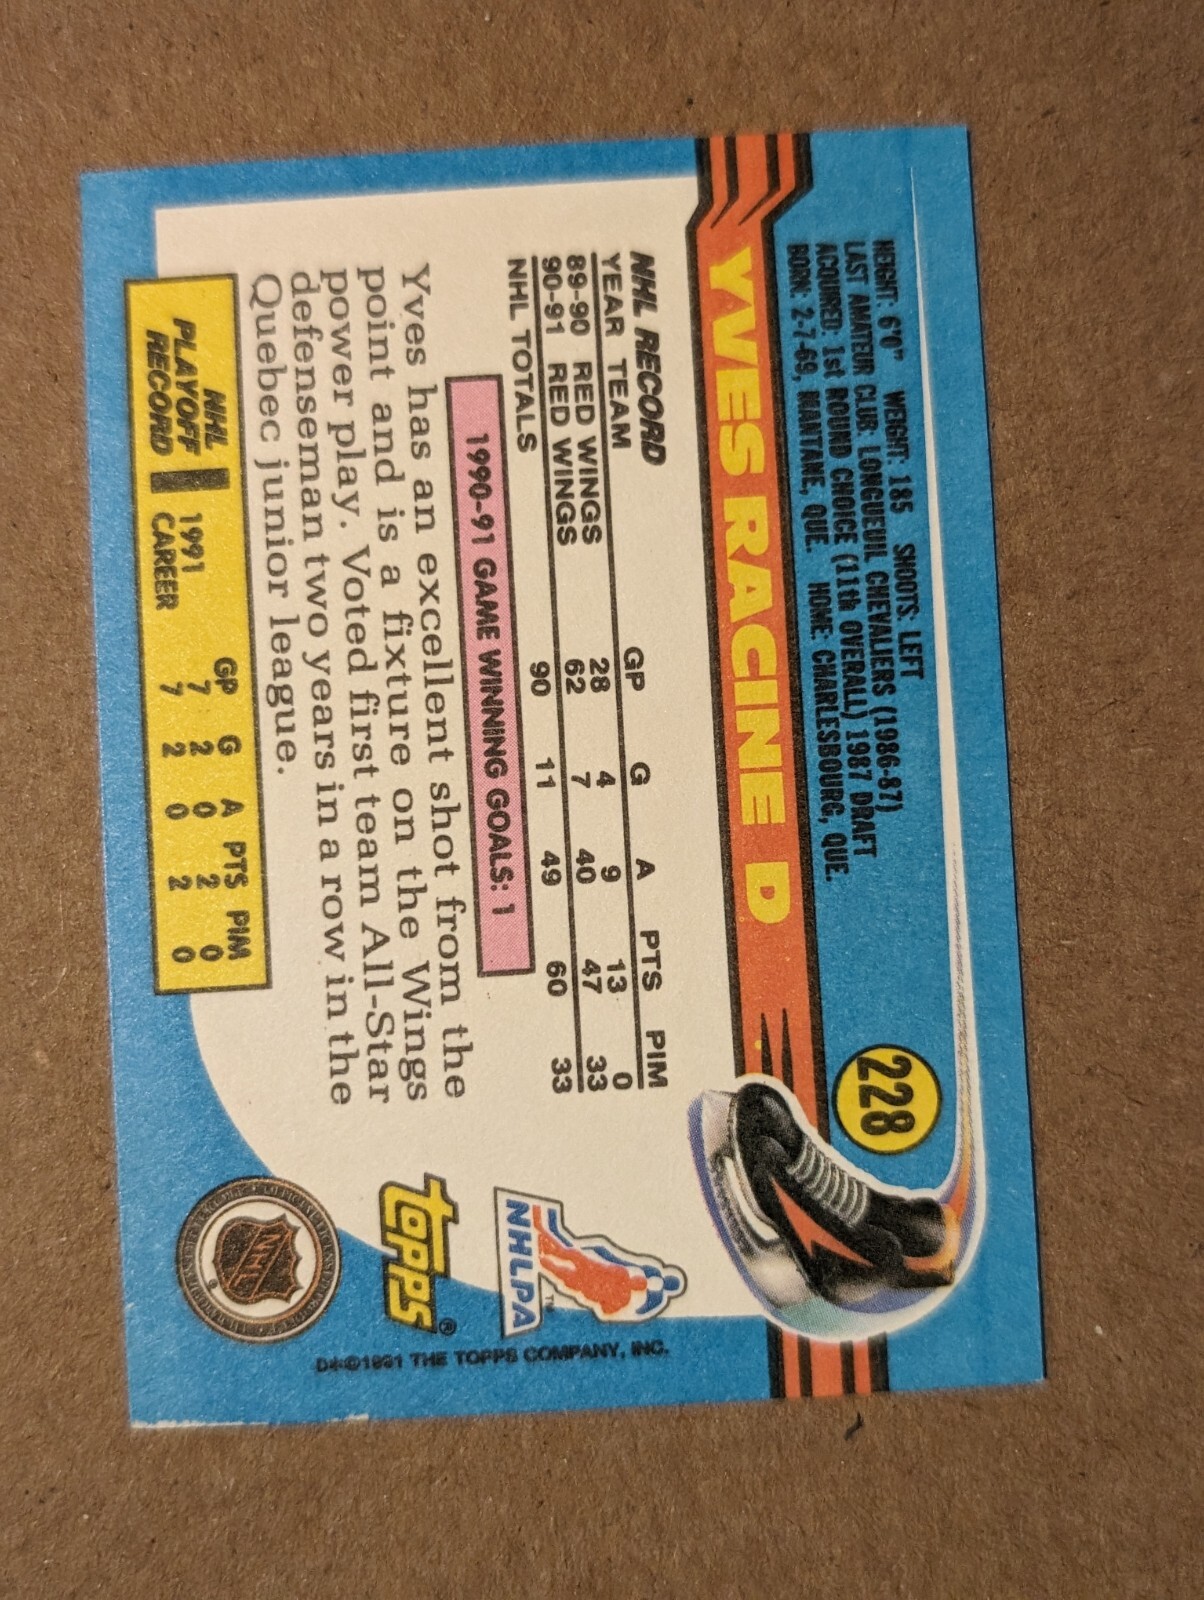 228
HEIGHT: 6'0" WEIGHT: 185 SHOOTS: LEFT
LAST AMATEUR CLUB: LONGUEUIL CHEVALIERS (1986-87)
ACQUIRED: 1st ROUND CHOICE (11th OVERALL) 1987 DRAFT
BORN: 2-7-69, MANTANE, QUE. HOME: CHARLESBOURG, QUE.
YVES RACINE D
NHL RECORD
YEAR TEAM GP G A PTS PIM
89-90 RED WINGS 28 4 9 13 0
90-91 RED WINGS 62 7 40 47 33
NHL TOTALS 90 11 49 60 33
1990-91 GAME WINNING GOALS: 1
Yves has an excellent shot from the
point and is a fixture on the Wings
power play. Voted first team All-Star
defenseman two years in a row in the
Quebec junior league.
NHL PLAYOFF RECORD
GP G A PTS PIM
1991 7 2 0 2 0
CAREER 7 2 0 2 0
NHLPA™
TOPPS®
NHL
D*©1991 THE TOPPS COMPANY, INC.